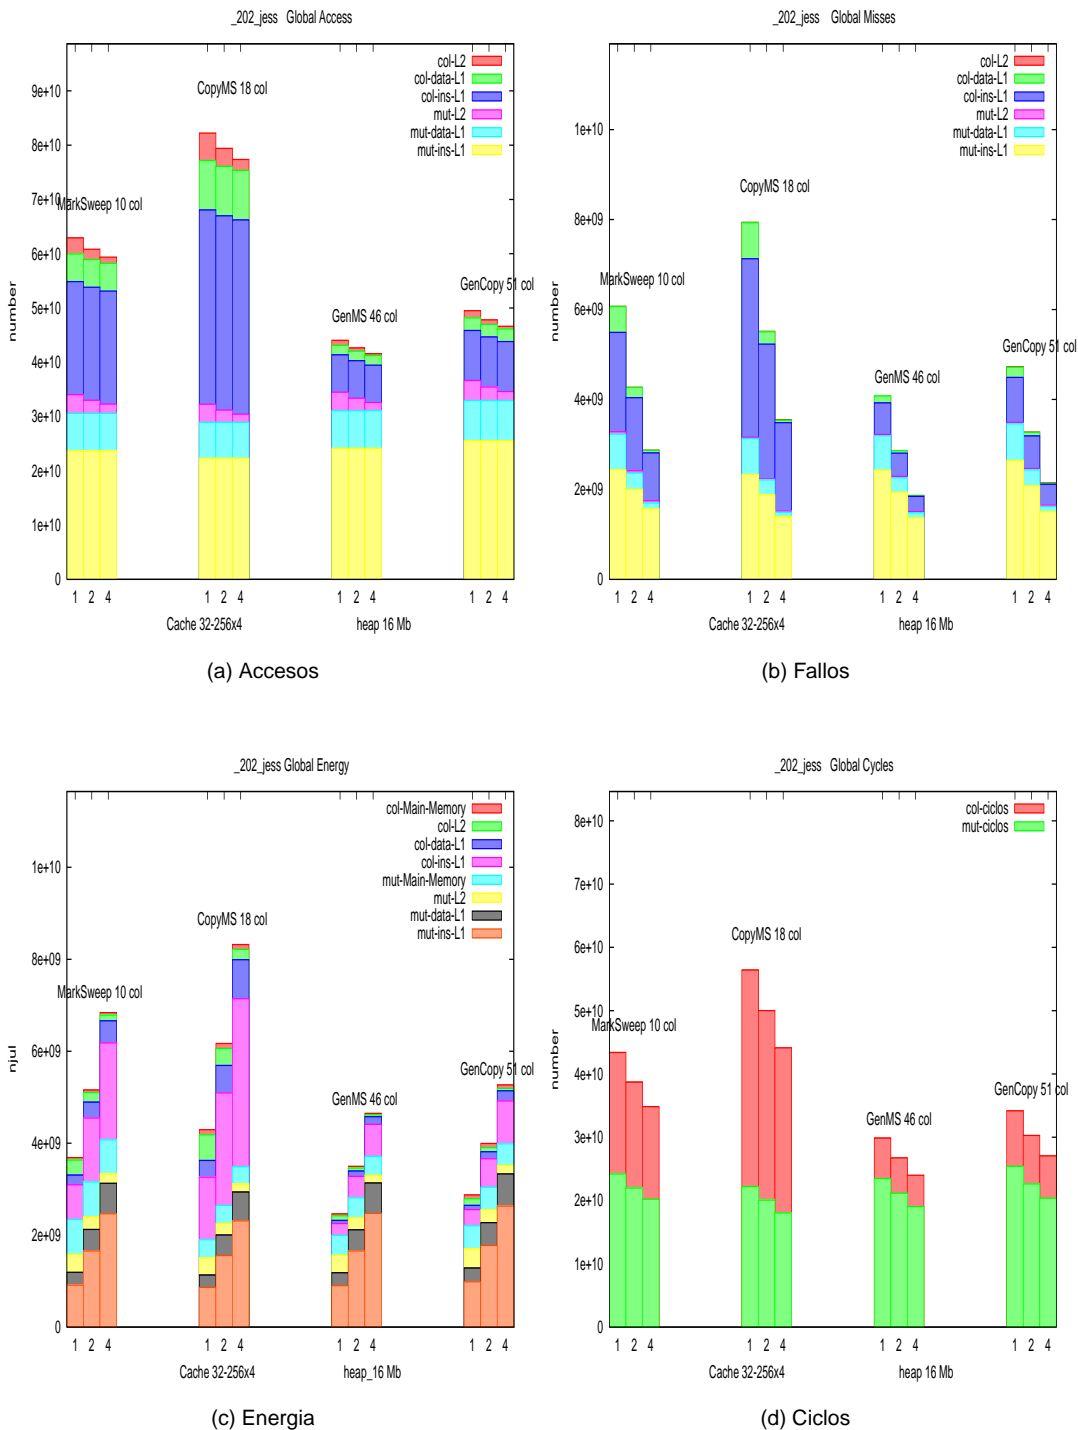 _202_jess Global Access
col-L2
col-data-L1
col-ins-L1
mut-L2
mut-data-L1
mut-ins-L1
9e+10
8e+10
7e+10
6e+10
5e+10
4e+10
3e+10
2e+10
1e+10
0
number
MarkSweep 10 col
CopyMS 18 col
GenMS 46 col
GenCopy 51 col
1 2 4 1 2 4 1 2 4 1 2 4
Cache 32-256x4 heap 16 Mb
(a) Accesos
_202_jess Global Misses
col-L2
col-data-L1
col-ins-L1
mut-L2
mut-data-L1
mut-ins-L1
1e+10
8e+09
6e+09
4e+09
2e+09
0
number
MarkSweep 10 col
CopyMS 18 col
GenMS 46 col
GenCopy 51 col
1 2 4 1 2 4 1 2 4 1 2 4
Cache 32-256x4 heap 16 Mb
(b) Fallos
_202_jess Global Energy
col-Main-Memory
col-L2
col-data-L1
col-ins-L1
mut-Main-Memory
mut-L2
mut-data-L1
mut-ins-L1
1e+10
8e+09
6e+09
4e+09
2e+09
0
njul
MarkSweep 10 col
CopyMS 18 col
GenMS 46 col
GenCopy 51 col
1 2 4 1 2 4 1 2 4 1 2 4
Cache 32-256x4 heap_16 Mb
(c) Energia
_202_jess Global Cycles
col-ciclos
mut-ciclos
8e+10
7e+10
6e+10
5e+10
4e+10
3e+10
2e+10
1e+10
0
number
MarkSweep 10 col
CopyMS 18 col
GenMS 46 col
GenCopy 51 col
1 2 4 1 2 4 1 2 4 1 2 4
Cache 32-256x4 heap 16 Mb
(d) Ciclos